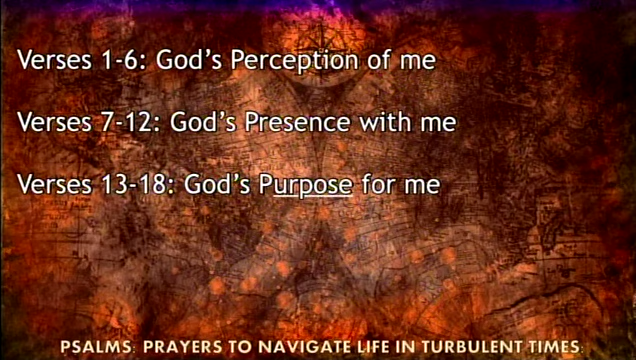 Verses 1-6: God's Perception of me
Verses 7-12: God's Presence with me
Verses 13-18: God's Purpose for me
PSALMS: PRAYERS TO NAVIGATE LIFE IN TURBULENT TIMES